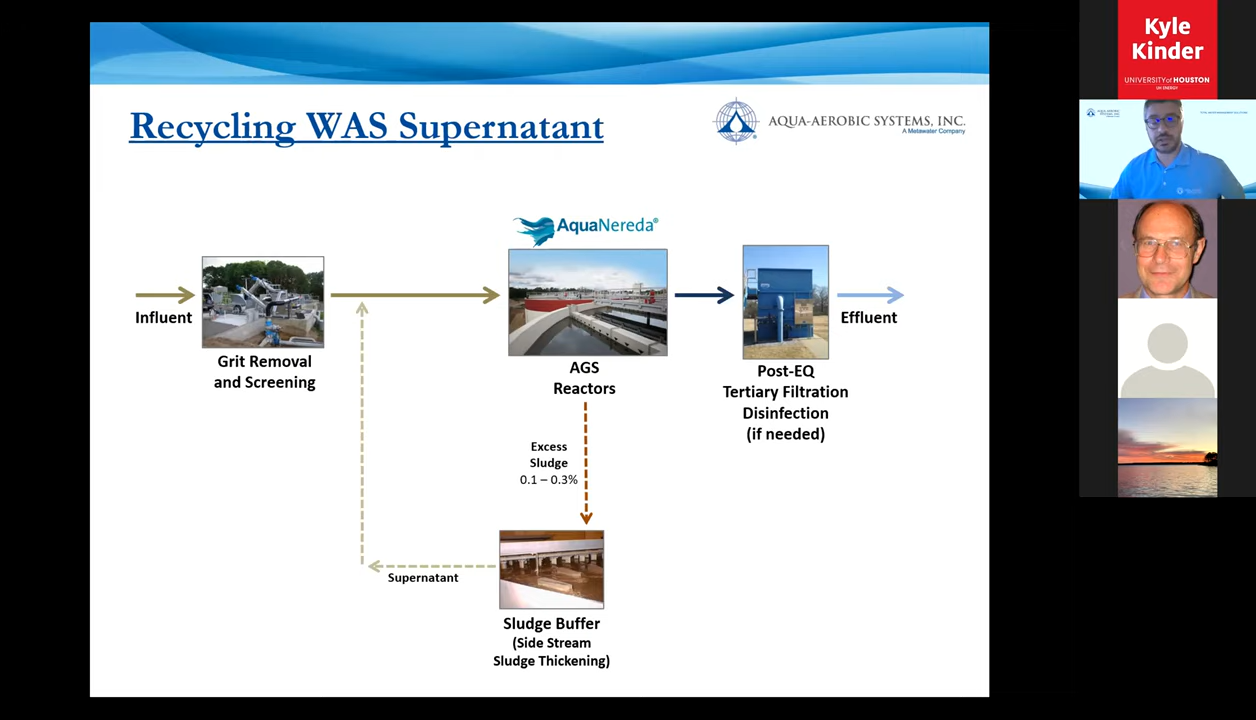 Recycling WAS Supernatant
AQUA-AEROBIC SYSTEMS, INC.
A Metawater Company
AquaNereda®
Influent
Grit Removal
and Screening
AGS
Reactors
Post-EQ
Tertiary Filtration
Disinfection
(if needed)
Effluent
Excess
Sludge
0.1 – 0.3%
Supernatant
Sludge Buffer
(Side Stream
Sludge Thickening)
Kyle
Kinder
UNIVERSITY of HOUSTON
UH ENERGY